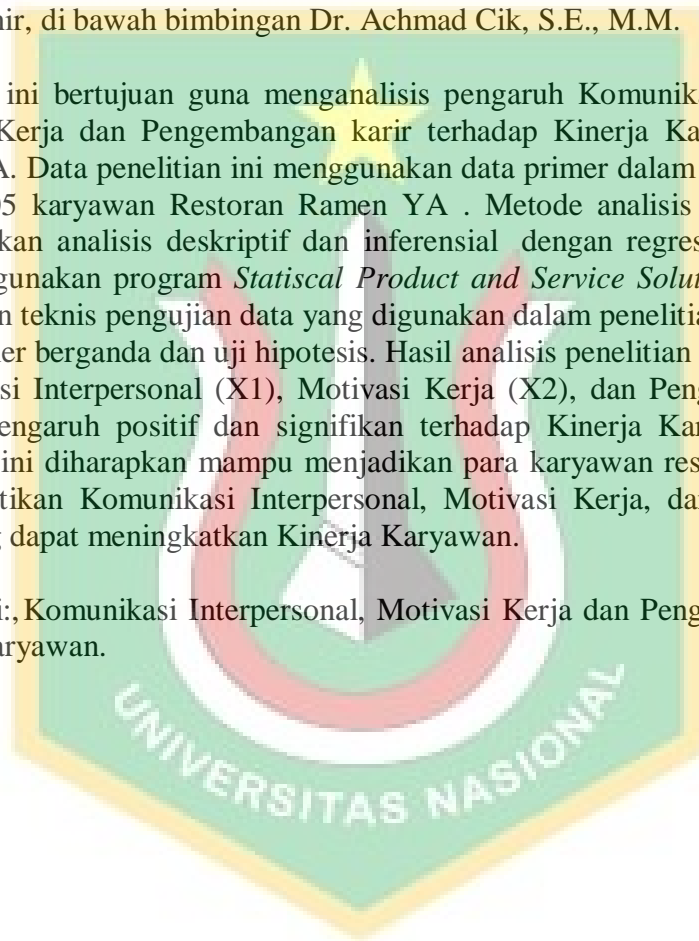 hir, di bawah bimbingan Dr. Achmad Cik, S.E., M.M.
ini bertujuan guna menganalisis pengaruh Komunik
Kerja dan Pengembangan karir terhadap Kinerja Ka
A. Data penelitian ini menggunakan data primer dalam
05 karyawan Restoran Ramen YA . Metode analisis
kan analisis deskriptif dan inferensial dengan regres
gunakan program Statiscal Product and Service Solut
n teknis pengujian data yang digunakan dalam penelitia
er berganda dan uji hipotesis. Hasil analisis penelitian
si Interpersonal (X1), Motivasi Kerja (X2), dan Peng
engaruh positif dan signifikan terhadap Kinerja Kar
ini diharapkan mampu menjadikan para karyawan res
tikan Komunikasi Interpersonal, Motivasi Kerja, da
g dapat meningkatkan Kinerja Karyawan.
i:, Komunikasi Interpersonal, Motivasi Kerja dan Peng
aryawan.
UNIVERSITAS NASIONAL